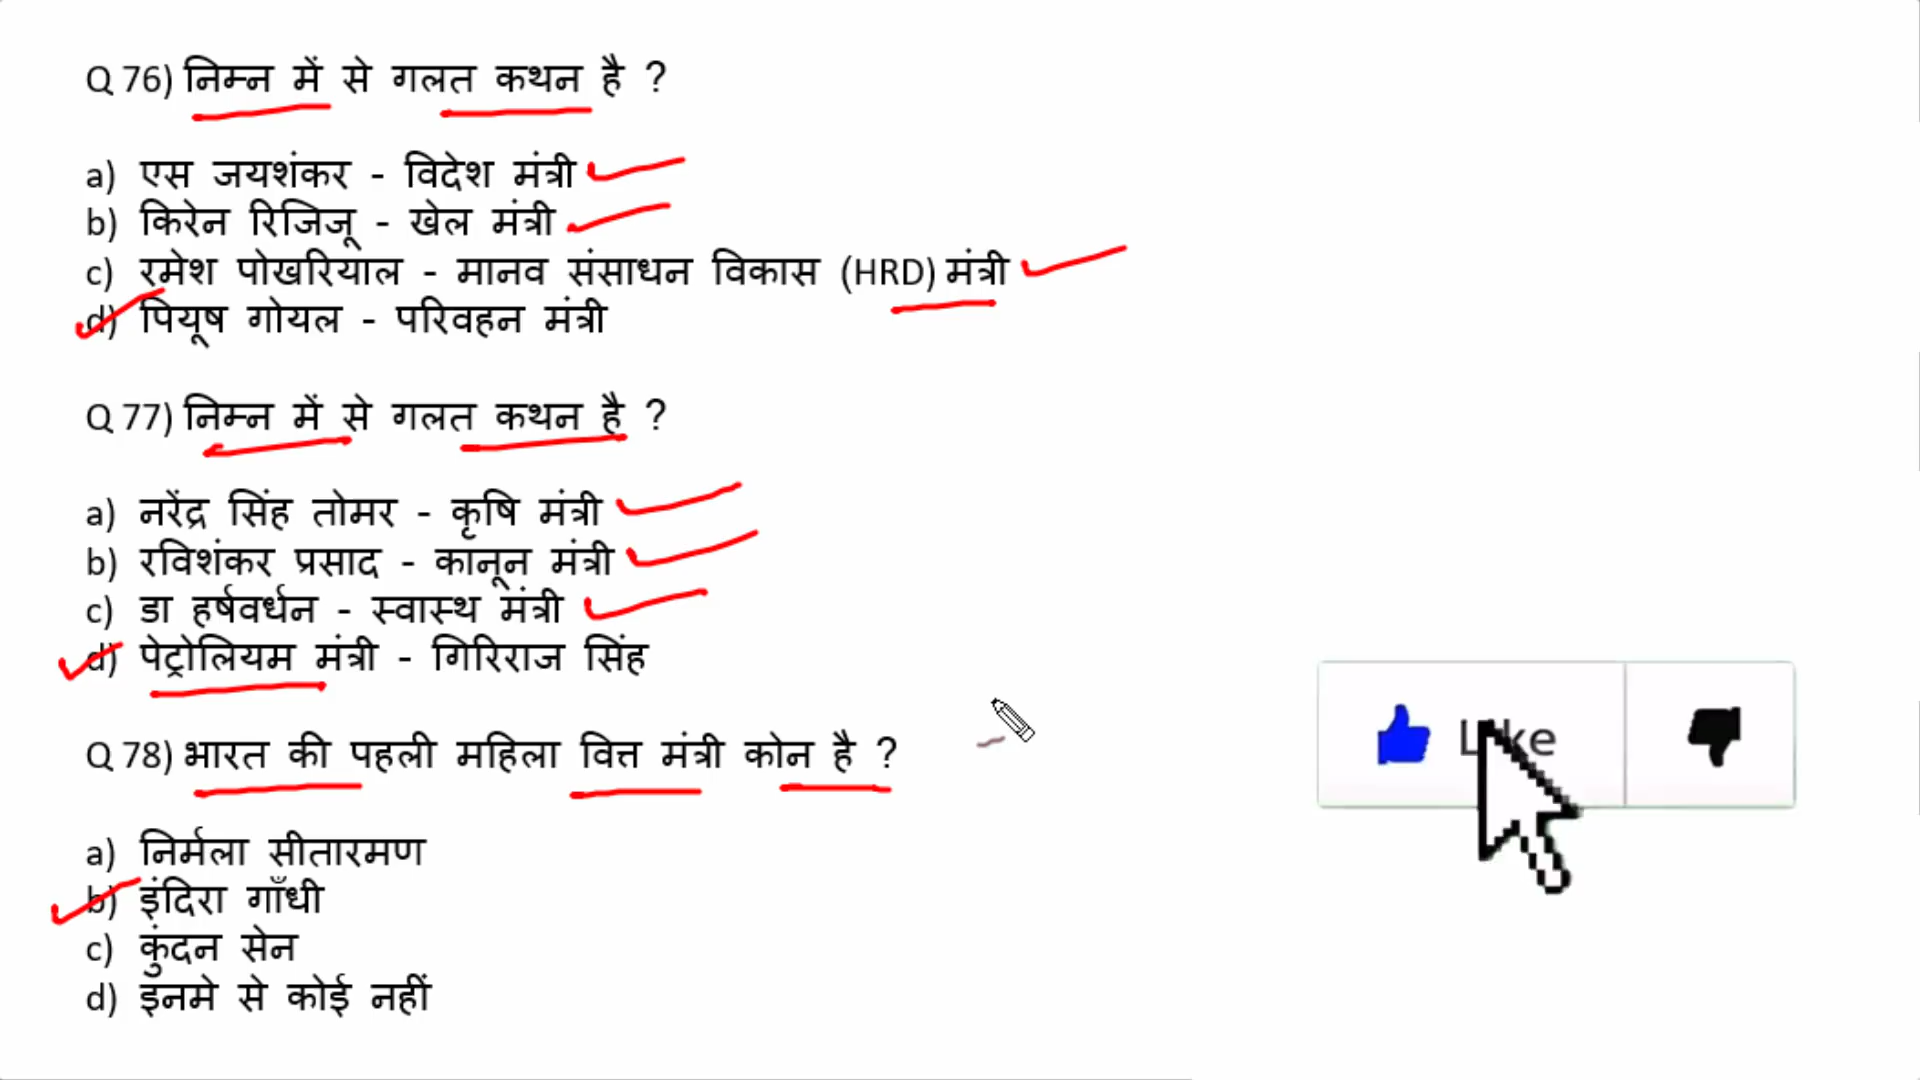 Q 76) निम्न में से गलत कथन है ?
a) एस जयशंकर - विदेश मंत्री
b) किरेन रिजिजू - खेल मंत्री
c) रमेश पोखरियाल - मानव संसाधन विकास (HRD) मंत्री
d) पियूष गोयल - परिवहन मंत्री
Q 77) निम्न में से गलत कथन है ?
a) नरेंद्र सिंह तोमर - कृषि मंत्री
b) रविशंकर प्रसाद - कानून मंत्री
c) डा हर्षवर्धन - स्वास्थ मंत्री
d) पेट्रोलियम मंत्री - गिरिराज सिंह
Q 78) भारत की पहली महिला वित्त मंत्री कोन है ?
a) निर्मला सीतारमण
b) इंदिरा गाँधी
c) कुंदन सेन
d) इनमे से कोई नहीं
Like